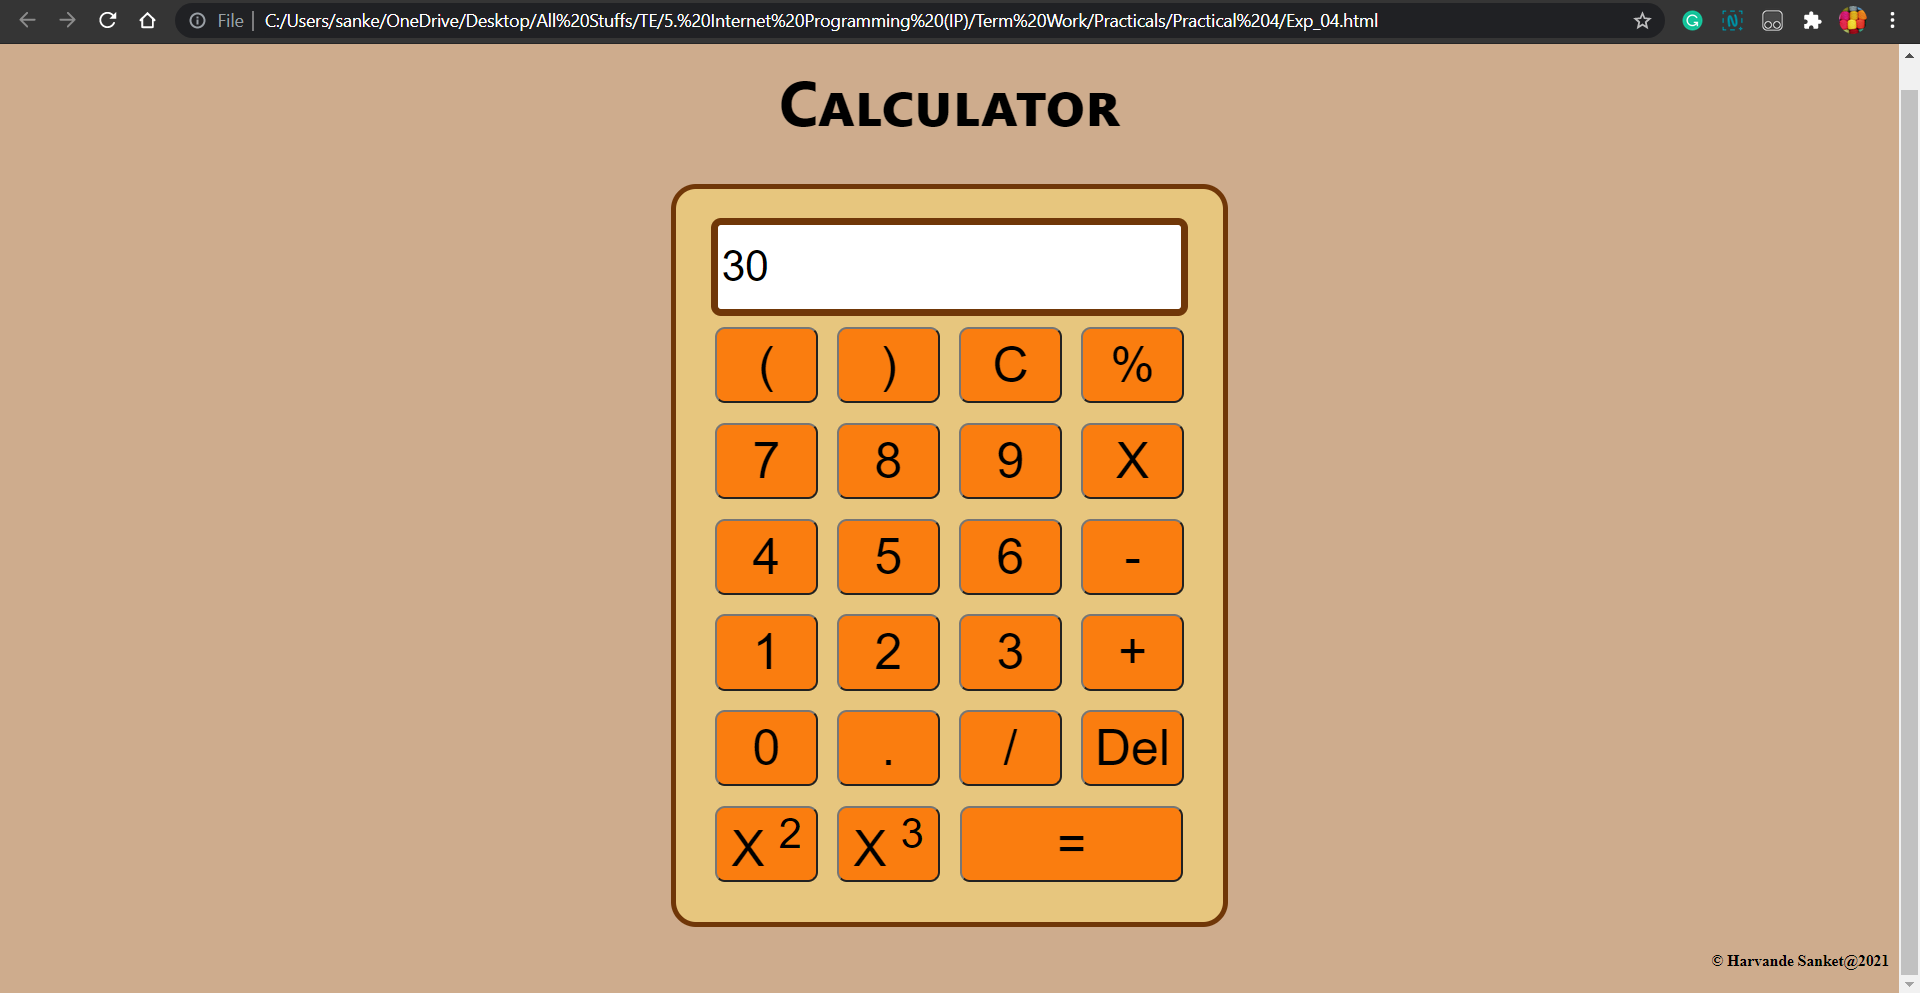 File | C:/Users/sanke/OneDrive/Desktop/All%20Stuffs/TE/5.%20Internet%20Programming%20(IP)/Term%20Work/Practicals/Practical%204/Exp_04.html
CALCULATOR
30
( ) C %
7 8 9 X
4 5 6 -
1 2 3 +
0 . / Del
X 2 X 3 =
© Harvande Sanket@2021